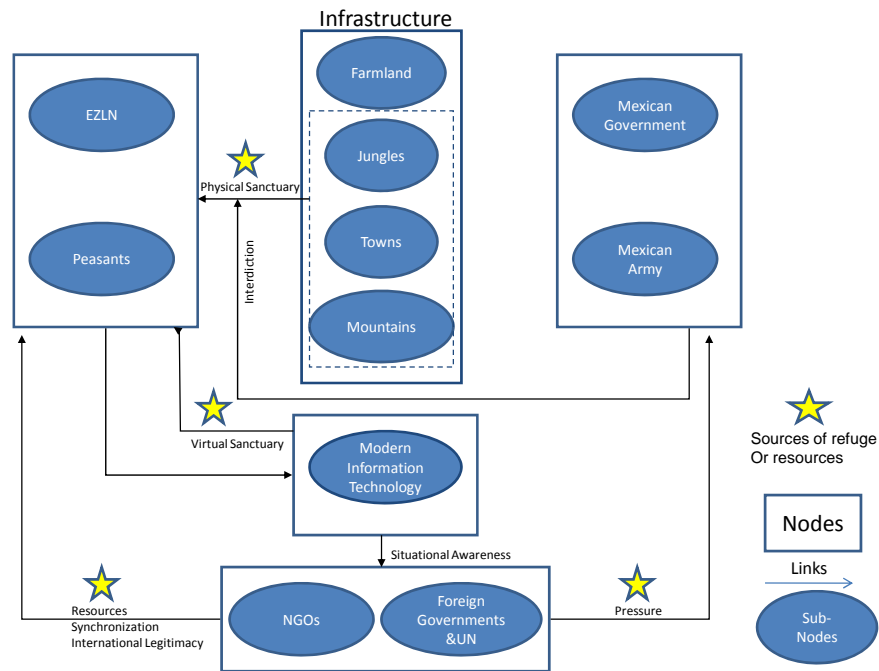 Infrastructure
EZLN
Peasants
Physical Sanctuary
Interdiction
Farmland
Jungles
Towns
Mountains
Mexican
Government
Mexican
Army
Virtual Sanctuary
Modern
Information
Technology
Situational Awareness
Resources
Synchronization
International Legitimacy
NGOs
Foreign
Governments
&UN
Pressure
Sources of refuge
Or resources
Nodes
Links
Sub-
Nodes